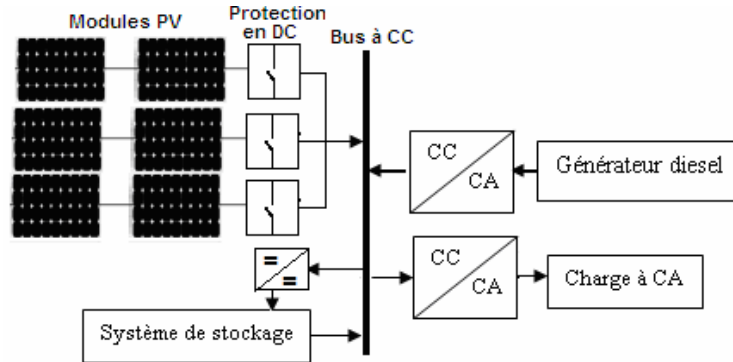 Modules PV
Protection
en DC
Bus à CC
CC
CA
Générateur diesel
=
=
CC
CA
Charge à CA
Système de stockage